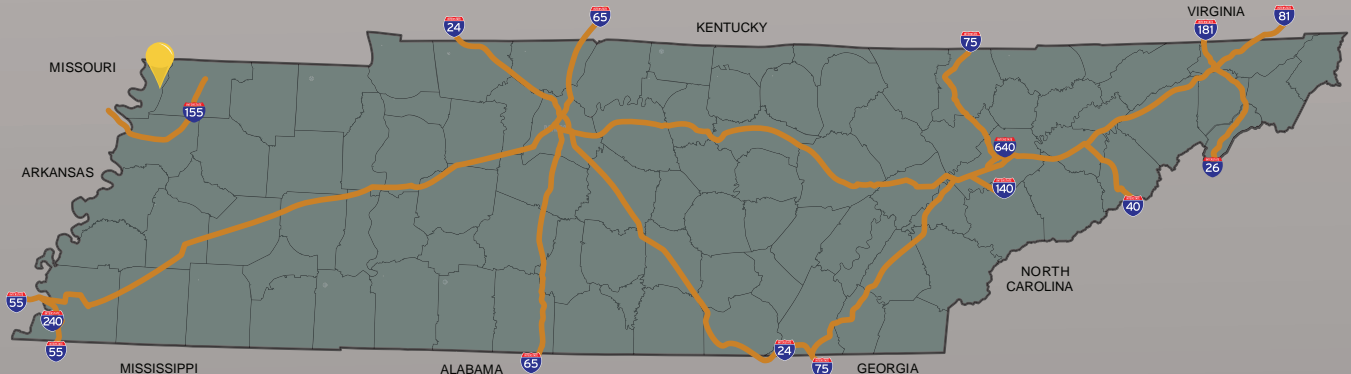 VIRGINIA
81
65
24
181
KENTUCKY
75
MISSOURI
155
640
ARKANSAS
26
140
40
NORTH
CAROLINA
55
240
55
24
65
75
MISSISSIPPI
ALABAMA
GEORGIA